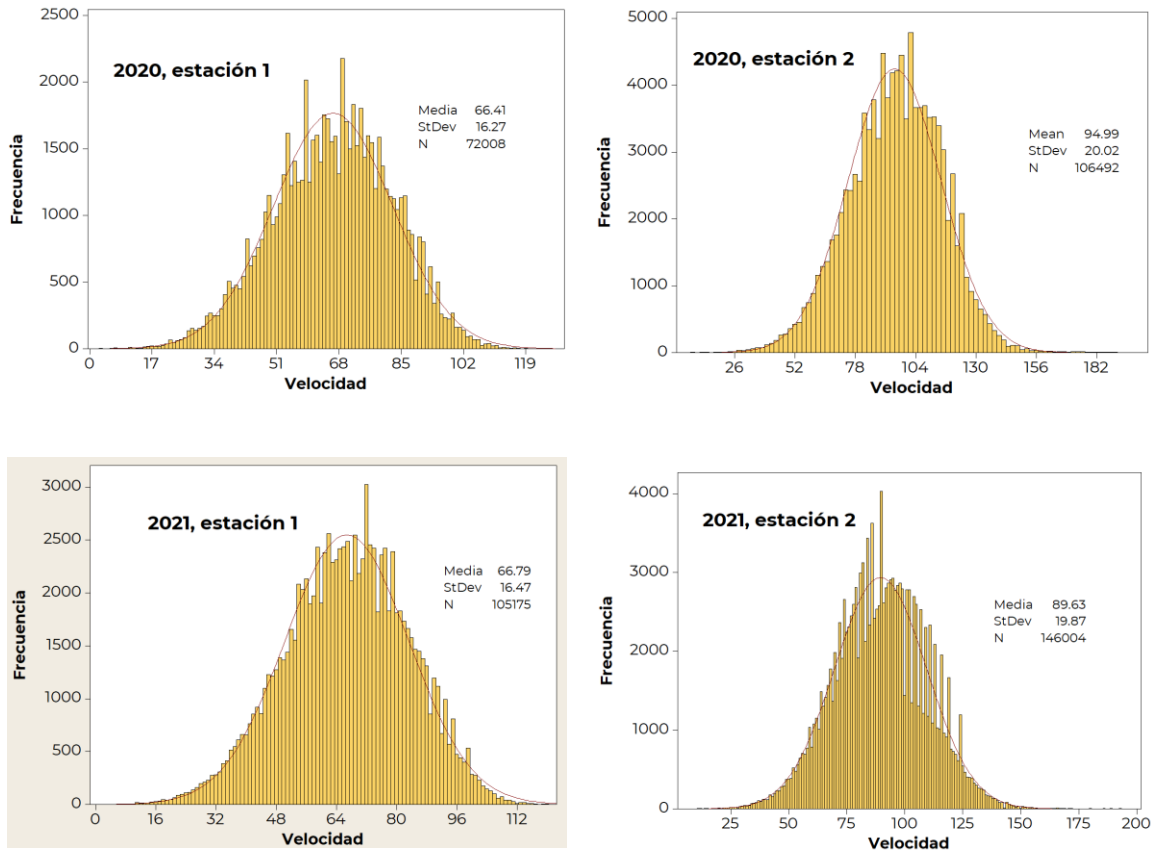 2020, estación 1
Frecuencia
2500
2000
1500
1000
500
0
Media 66.41
StDev 16.27
N 72008
0 17 34 51 68 85 102 119
Velocidad
2020, estación 2
Frecuencia
5000
4000
3000
2000
1000
0
Mean 94.99
StDev 20.02
N 106492
26 52 78 104 130 156 182
Velocidad
2021, estación 1
Frecuencia
3000
2500
2000
1500
1000
500
0
Media 66.79
StDev 16.47
N 105175
0 16 32 48 64 80 96 112
Velocidad
2021, estación 2
Frecuencia
4000
3000
2000
1000
0
Media 89.63
StDev 19.87
N 146004
25 50 75 100 125 150 175 200
Velocidad